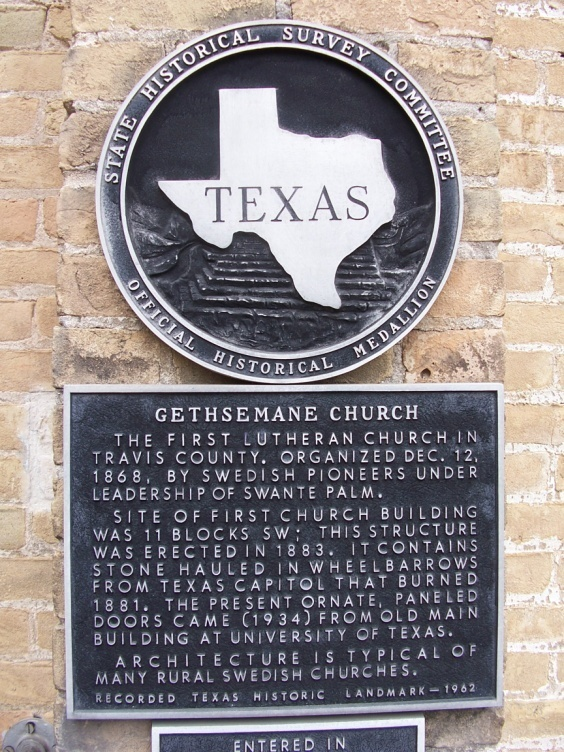 STATE HISTORICAL SURVEY COMMITTEE
TEXAS
OFFICIAL HISTORICAL MEDALLION
GETHSEMANE CHURCH
THE FIRST LUTHERAN CHURCH IN
TRAVIS COUNTY. ORGANIZED DEC. 12,
1868, BY SWEDISH PIONEERS UNDER
LEADERSHIP OF SWANTE PALM.
SITE OF FIRST CHURCH BUILDING
WAS 11 BLOCKS SW; THIS STRUCTURE
WAS ERECTED IN 1883. IT CONTAINS
STONE HAULED IN WHEELBARROWS
FROM TEXAS CAPITOL THAT BURNED
1881. THE PRESENT ORNATE, PANELED
DOORS CAME (1934) FROM OLD MAIN
BUILDING AT UNIVERSITY OF TEXAS.
ARCHITECTURE IS TYPICAL OF
MANY RURAL SWEDISH CHURCHES.
RECORDED TEXAS HISTORIC LANDMARK—1962
ENTERED IN